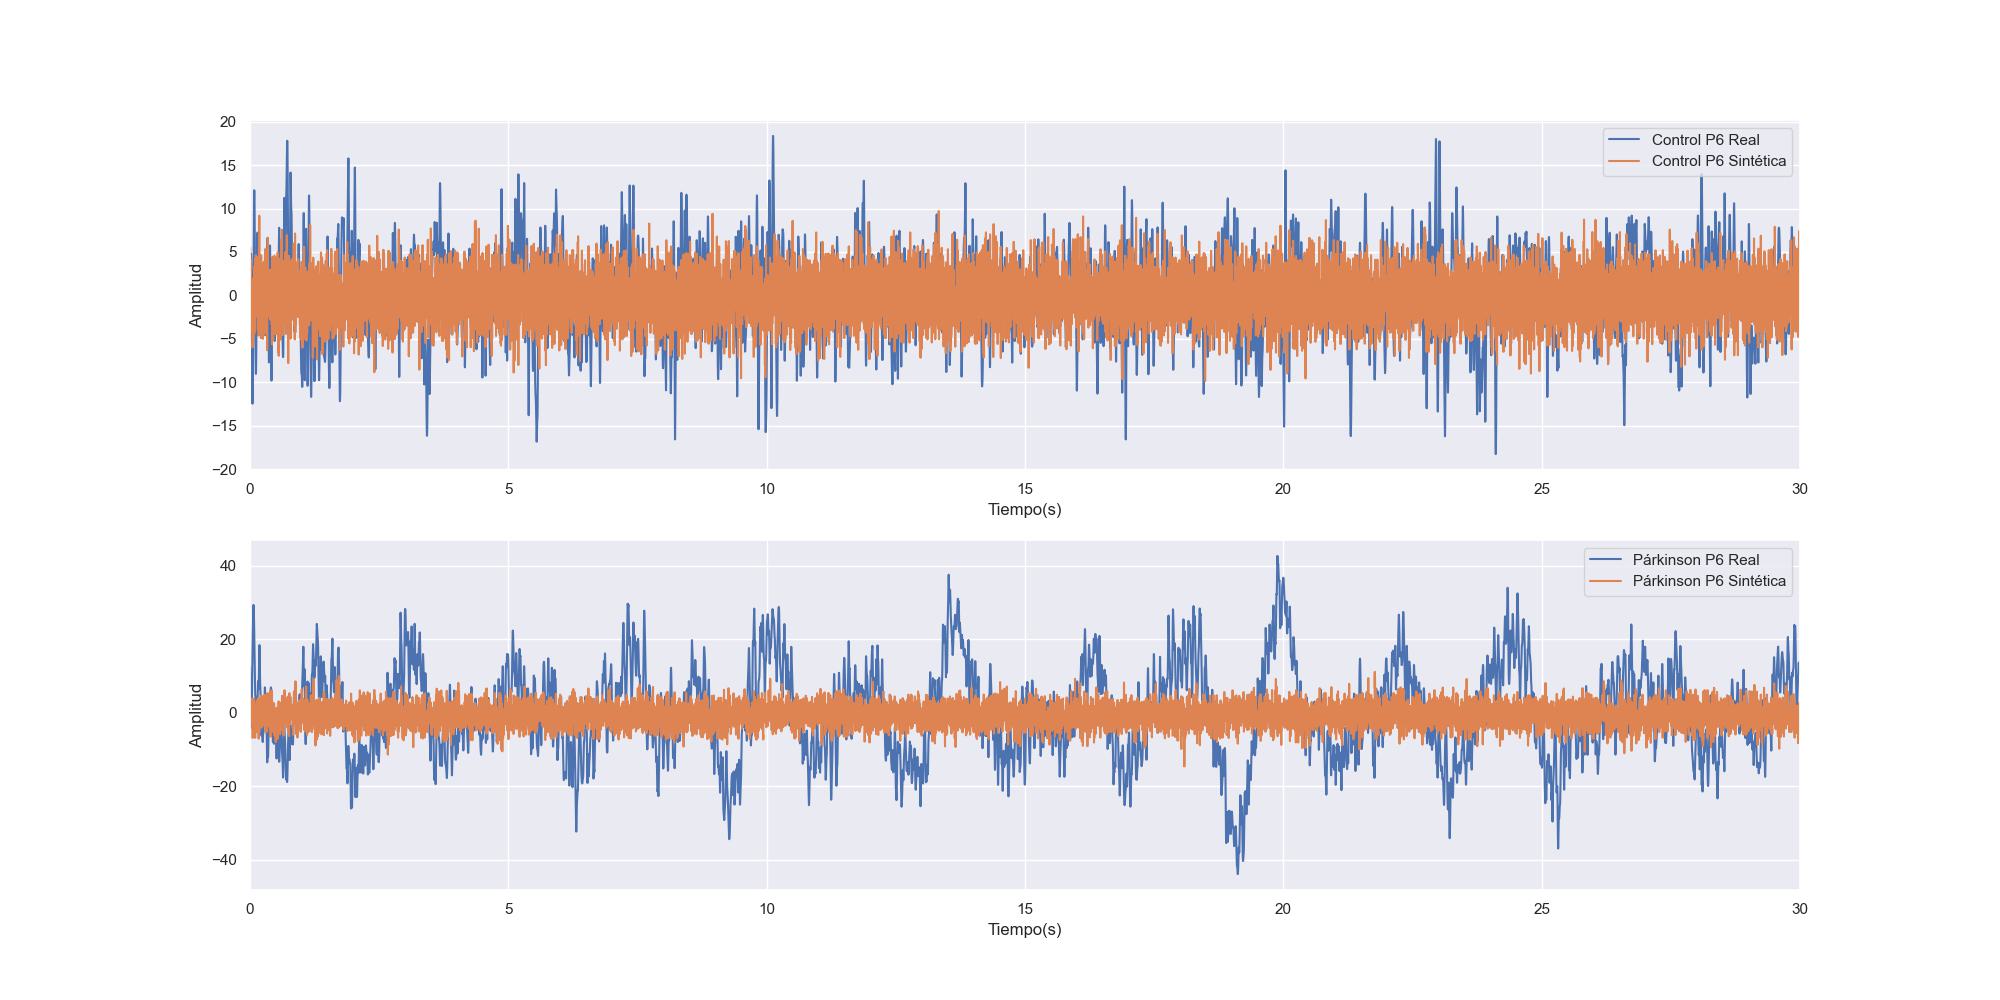 20
15
10
5
0
−5
−10
−15
−20
Amplitud
Control P6 Real
Control P6 Sintética
0 5 10 15 20 25 30
Tiempo(s)
40
20
0
−20
−40
Amplitud
Párkinson P6 Real
Párkinson P6 Sintética
0 5 10 15 20 25 30
Tiempo(s)